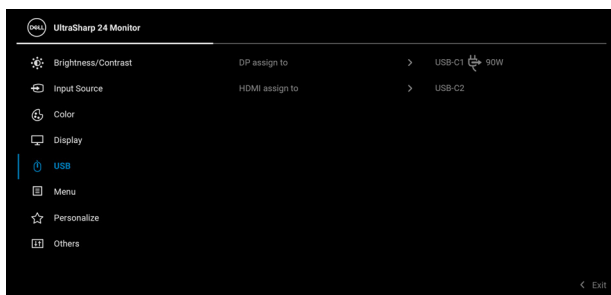 DELL UltraSharp 24 Monitor
Brightness/Contrast DP assign to > USB-C1 90W
Input Source HDMI assign to > USB-C2
Color
Display
USB
Menu
Personalize
Others
< Exit